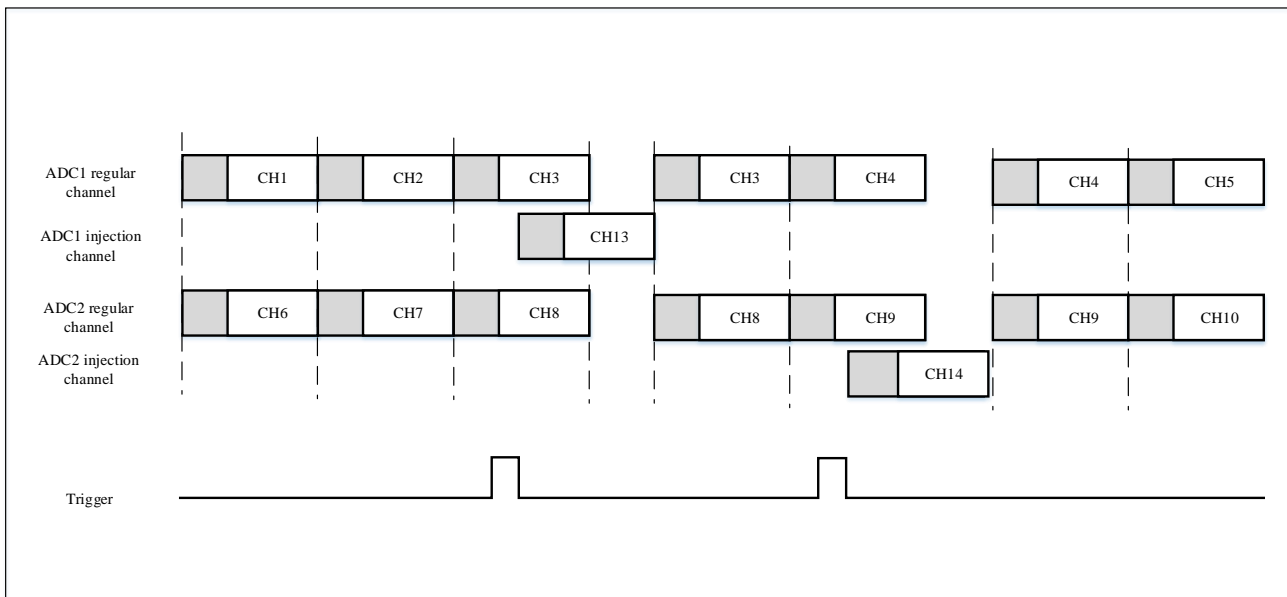 ADC1 regular
channel
CH1 CH2 CH3 CH3 CH4 CH4 CH5
ADC1 injection
channel
CH13
ADC2 regular
channel
CH6 CH7 CH8 CH8 CH9 CH9 CH10
ADC2 injection
channel
CH14
Trigger